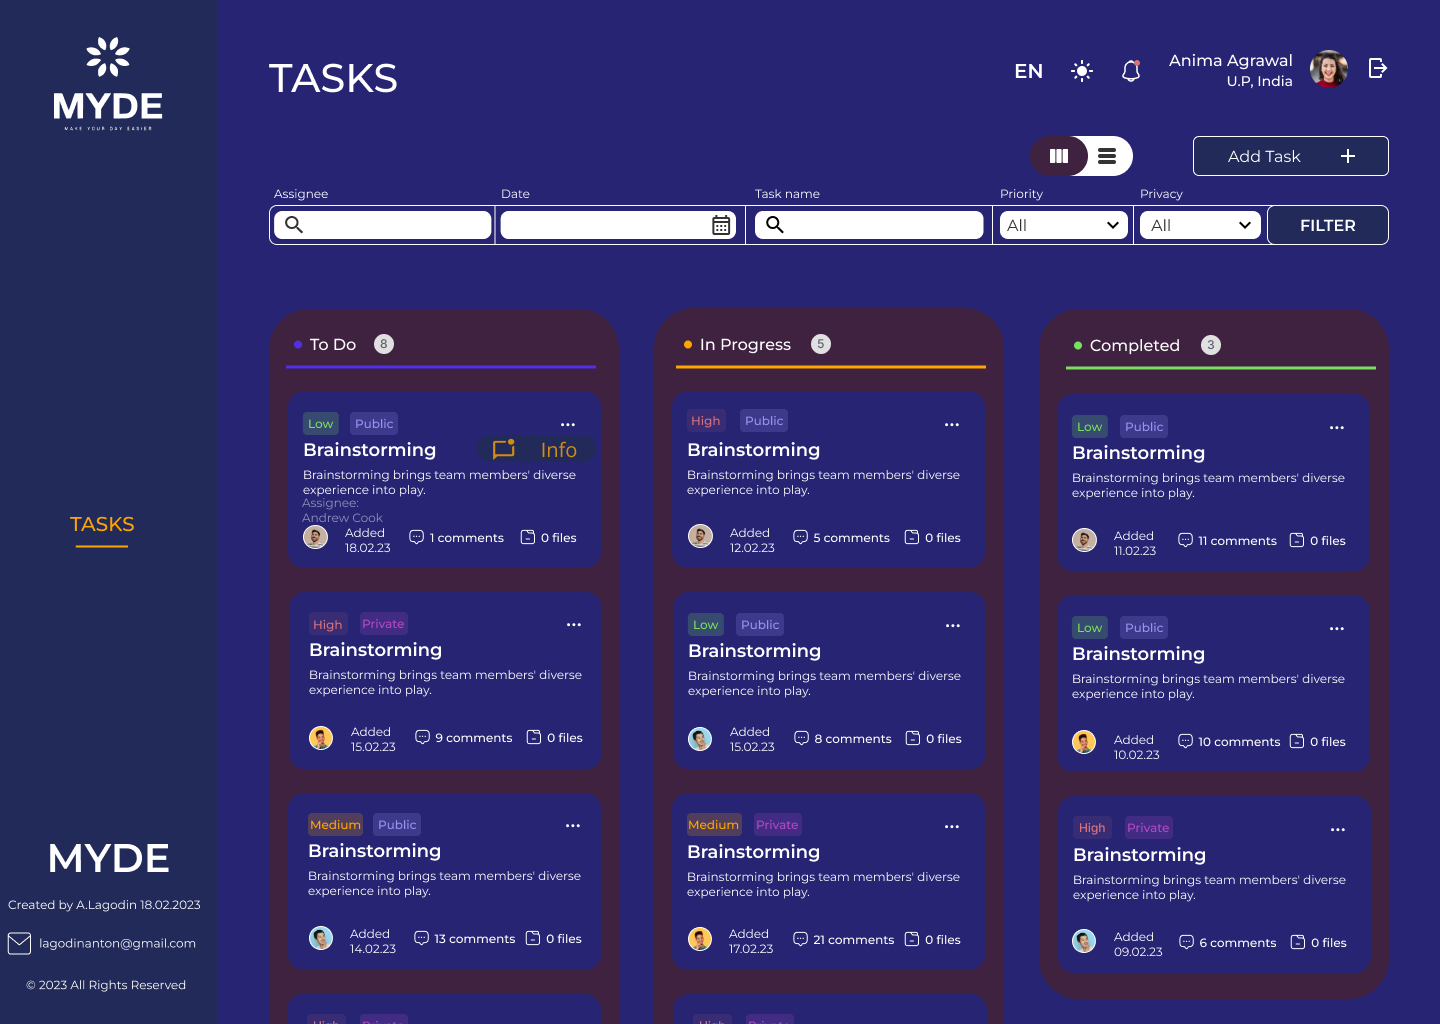 MYDE
MAKE YOUR DAY EASIER
TASKS
MYDE
Created by A.Lagodin 18.02.2023
lagodinanton@gmail.com
© 2023 All Rights Reserved
TASKS
EN
Anima Agrawal
U.P, India
Add Task
Assignee
Date
Task name
Priority
Privacy
All
All
FILTER
To Do 8
Low Public
Brainstorming
Info
Brainstorming brings team members' diverse
experience into play.
Assignee:
Andrew Cook
Added
18.02.23
1 comments
0 files
High Private
Brainstorming
Brainstorming brings team members' diverse
experience into play.
Added
15.02.23
9 comments
0 files
Medium Public
Brainstorming
Brainstorming brings team members' diverse
experience into play.
Added
14.02.23
13 comments
0 files
High Private
In Progress 5
High Public
Brainstorming
Brainstorming brings team members' diverse
experience into play.
Added
12.02.23
5 comments
0 files
Low Public
Brainstorming
Brainstorming brings team members' diverse
experience into play.
Added
15.02.23
8 comments
0 files
Medium Private
Brainstorming
Brainstorming brings team members' diverse
experience into play.
Added
17.02.23
21 comments
0 files
High Private
Completed 3
Low Public
Brainstorming
Brainstorming brings team members' diverse
experience into play.
Added
11.02.23
11 comments
0 files
Low Public
Brainstorming
Brainstorming brings team members' diverse
experience into play.
Added
10.02.23
10 comments
0 files
High Private
Brainstorming
Brainstorming brings team members' diverse
experience into play.
Added
09.02.23
6 comments
0 files